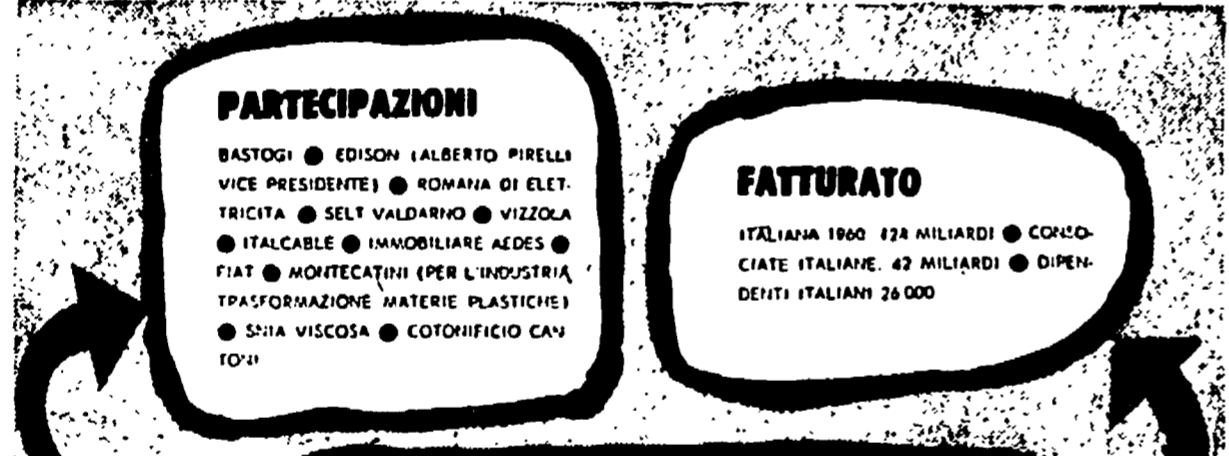 PARTECIPAZIONI
BASTOGI ● EDISON (ALBERTO PIRELLI
VICE PRESIDENTE) ● ROMANA DI ELET-
TRICITA ● SELT VALDARNO ● VIZZOLA
● ITALCABLE ● IMMOBILIARE AEDES ●
FIAT ● MONTECATINI (PER L'INDUSTRIA
TRASFORMAZIONE MATERIE PLASTICHE)
● SNIA VISCOSA ● COTONIFICIO CAN
TONI
FATTURATO
ITALIANA 1960 MILIARDI ● CONSO-
CIATE ITALIANE. 42 MILIARDI ● DIPEN-
DENTI ITALIANI 26 000